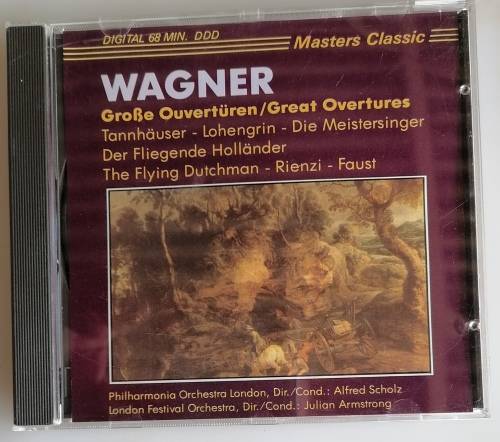 DIGITAL 68 MIN. DDD
Masters Classic
WAGNER
Große Ouvertüren/Great Overtures
Tannhäuser - Lohengrin - Die Meistersinger
Der Fliegende Holländer
The Flying Dutchman - Rienzi - Faust
Philharmonia Orchestra London, Dir./Cond.: Alfred Scholz
London Festival Orchestra, Dir./Cond.: Julian Armstrong